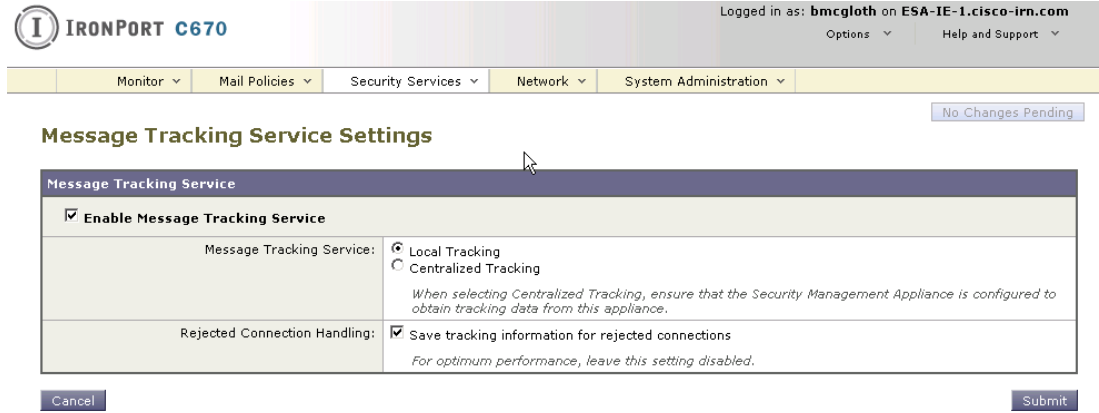 Logged in as: bmcgloth on ESA-IE-1.cisco-irn.com
IRONPORT C670
Options Help and Support
Monitor Mail Policies Security Services Network System Administration
No Changes Pending
Message Tracking Service Settings
Message Tracking Service
Enable Message Tracking Service
Message Tracking Service: Local Tracking
Centralized Tracking
When selecting Centralized Tracking, ensure that the Security Management Appliance is configured to
obtain tracking data from this appliance.
Rejected Connection Handling: Save tracking information for rejected connections
For optimum performance, leave this setting disabled.
Cancel Submit